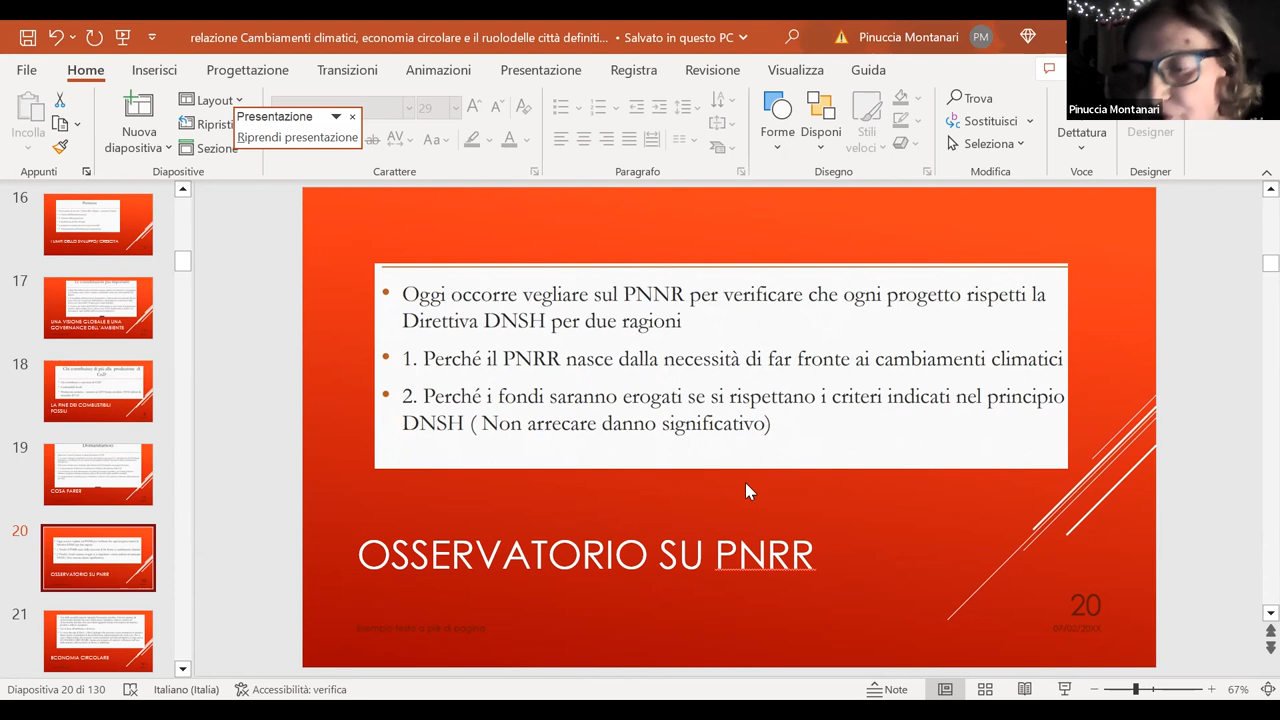 relazione Cambiamenti climatici, economia circolare e il ruolodelle città definiti... • Salvato in questo PC
Pinuccia Montanari PM
File Home Inserisci Progettazione Transizioni Animazioni Presentazione Registra Revisione Visualizza Guida
Pinuccia Montanari
Incolla
Appunti
Nuova
diapositiva
Layout
Ripristi
Sezione
Diapositive
Presentazione
Riprendi presentazione
29
Aa
Carattere
Paragrafo
Forme
Disponi
Stili
veloci
Disegno
Trova
Sostituisci
Seleziona
Modifica
Dettatura
Voce
Designer
Designer
16
17
UNA VISIONE GLOBALE E UNA
GOVERNANCE DELL'AMBIENTE
18
LA FINE DEI COMBUSTIBILI
FOSSILI
19
COSA FARE?
20
OSSERVATORIO SU PNRR
21
ECONOMIA CIRCOLARE
• Oggi occorre vegliare sul PNNR per verificare che ogni progetto rispetti la
Direttiva DNSH per due ragioni
• 1. Perché il PNRR nasce dalla necessità di far fronte ai cambiamenti climatici
• 2. Perché i fondi saranno erogati se si rispettano i criteri indicati nel principio
DNSH ( Non arrecare danno significativo)
OSSERVATORIO SU PNRR
20
Esempio testo a piè di pagina
09/02/20XX
Diapositiva 20 di 130 Italiano (Italia) Accessibilità: verifica Note 67%